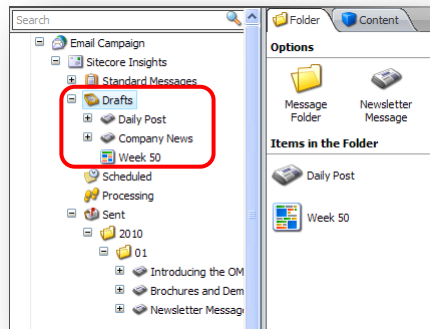 Search
Email Campaign
Sitecore Insights
Standard Messages
Drafts
Daily Post
Company News
Week 50
Scheduled
Processing
Sent
2010
01
Introducing the OM
Brochures and Dem
Newsletter Messag
Folder
Content
Options
Message Folder
Newsletter Message
Items in the Folder
Daily Post
Week 50